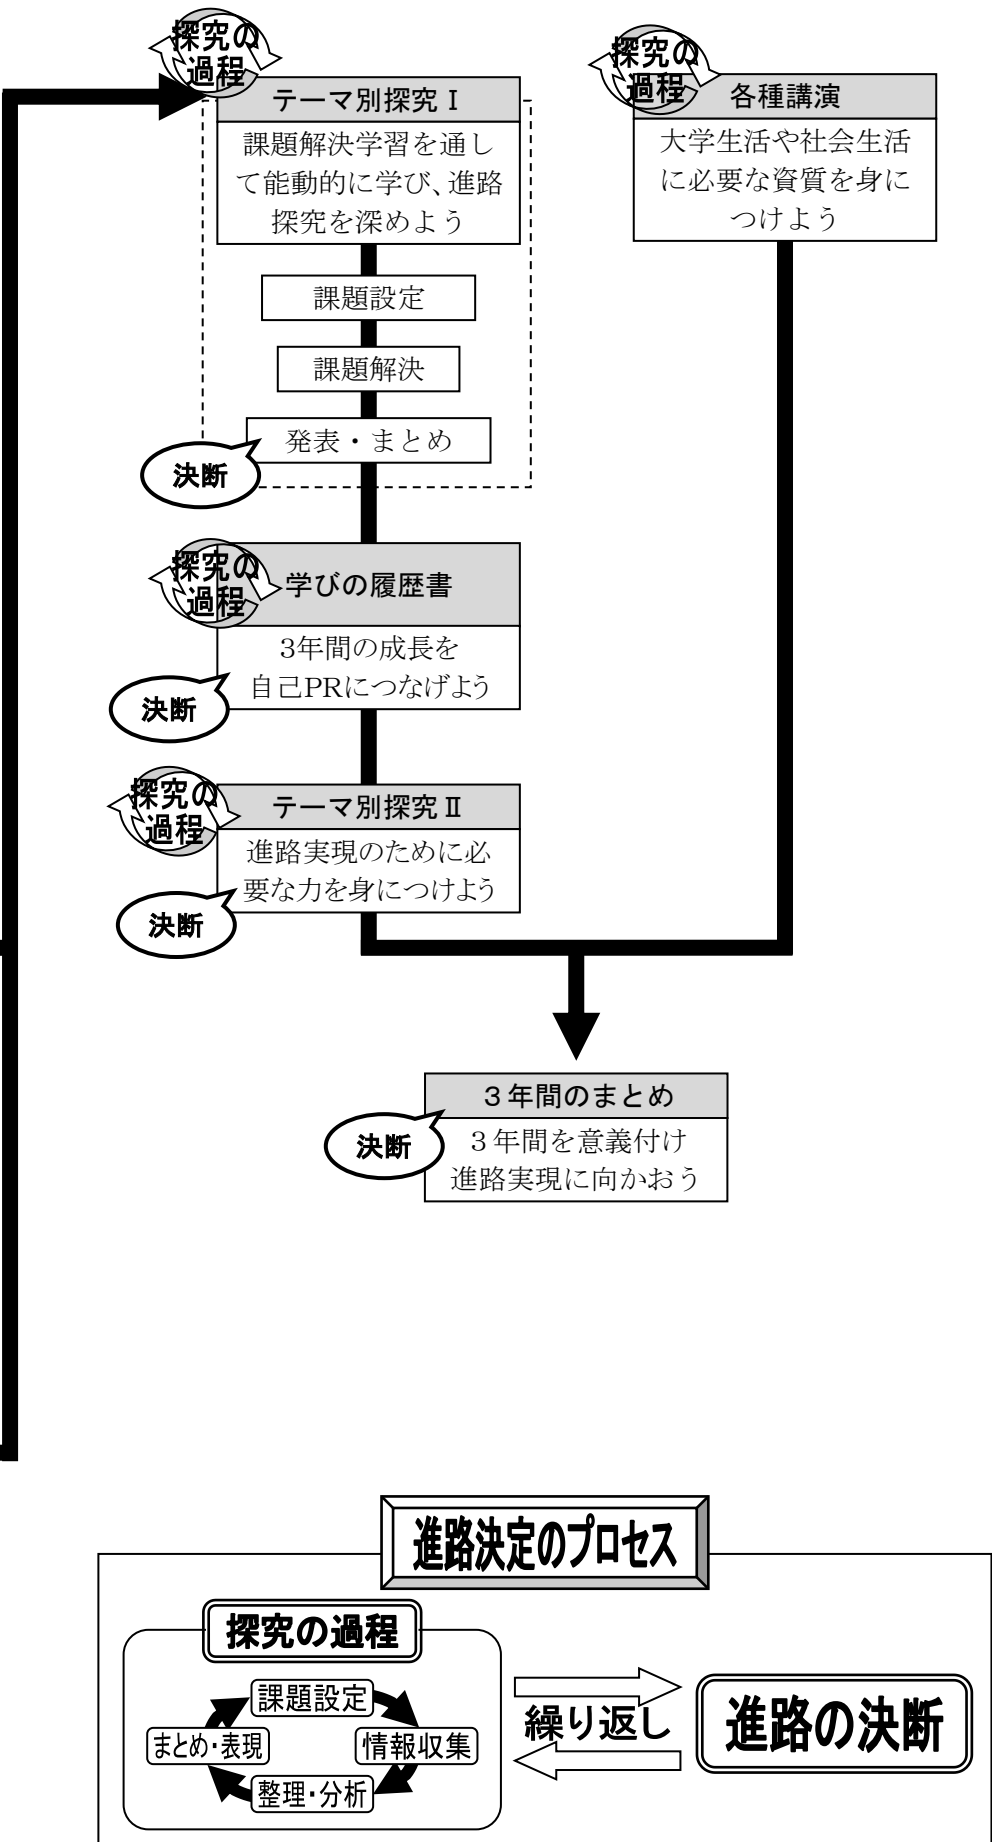 探究の
過程
テーマ別探究Ⅰ
課題解決学習を通し
て能動的に学び、進路
探究を深めよう
課題設定
課題解決
発表・まとめ
決断
探究の
過程
各種講演
大学生活や社会生活
に必要な資質を身に
つけよう
探究の
過程
学びの履歴書
3年間の成長を
自己PRにつなげよう
決断
探究の
過程
テーマ別探究Ⅱ
進路実現のために必
要な力を身につけよう
決断
３年間のまとめ
３年間を意義付け
進路実現に向かおう
決断
進路決定のプロセス
探究の過程
課題設定
まとめ・表現
情報収集
整理・分析
繰り返し
進路の決断